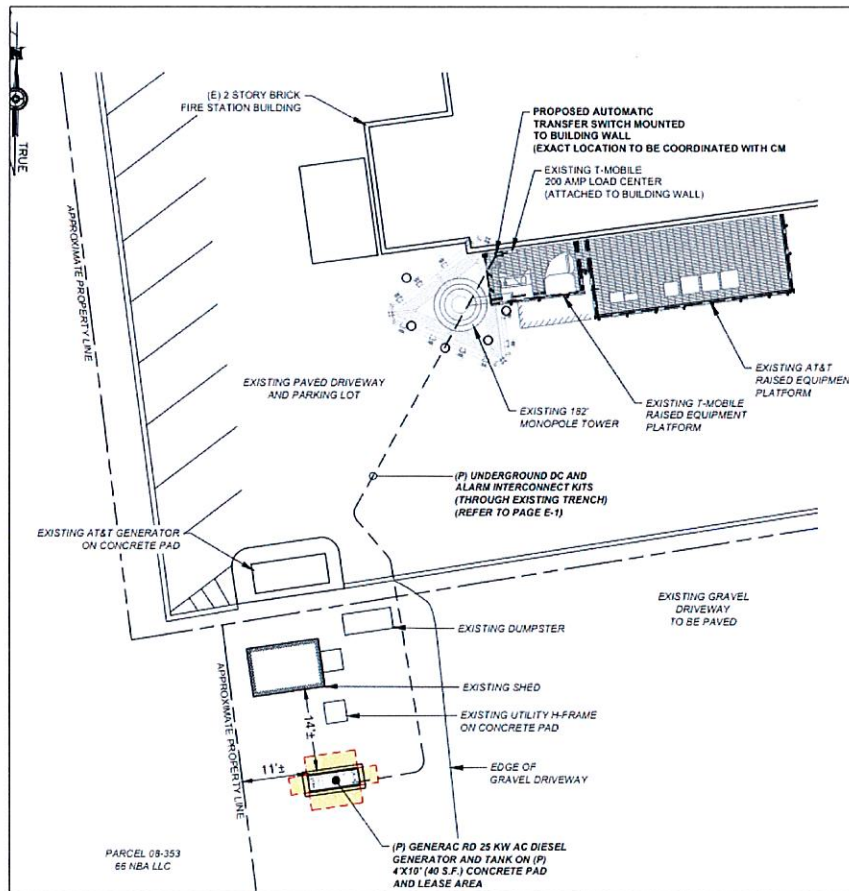 N
TRUE
(E) 2 STORY BRICK
FIRE STATION BUILDING
PROPOSED AUTOMATIC
TRANSFER SWITCH MOUNTED
TO BUILDING WALL
(EXACT LOCATION TO BE COORDINATED WITH CM
EXISTING T-MOBILE
200 AMP LOAD CENTER
(ATTACHED TO BUILDING WALL)
APPROXIMATE PROPERTY LINE
EXISTING PAVED DRIVEWAY
AND PARKING LOT
EXISTING 182'
MONOPOLE TOWER
EXISTING T-MOBILE
RAISED EQUIPMENT
PLATFORM
EXISTING AT&T
RAISED EQUIPMENT
PLATFORM
(P) UNDERGROUND DC AND
ALARM INTERCONNECT KITS
(THROUGH EXISTING TRENCH)
(REFER TO PAGE E-1)
EXISTING AT&T GENERATOR
ON CONCRETE PAD
EXISTING GRAVEL
DRIVEWAY
TO BE PAVED
EXISTING DUMPSTER
EXISTING SHED
EXISTING UTILITY H-FRAME
ON CONCRETE PAD
14'±
11'±
APPROXIMATE PROPERTY LINE
EDGE OF
GRAVEL DRIVEWAY
PARCEL 08-353
66 NBA LLC
(P) GENERAC RD 25 KW AC DIESEL
GENERATOR AND TANK ON (P)
4'X10' (40 S.F.) CONCRETE PAD
AND LEASE AREA